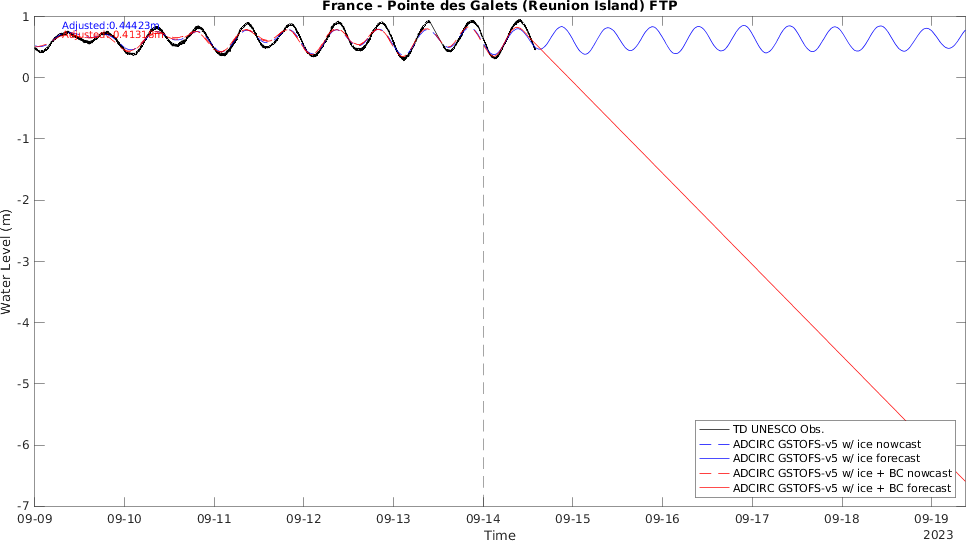 France - Pointe des Galets (Reunion Island) FTP
Adjusted:0.44423m
1
0
-1
-2
-3
-4
-5
-6
-7
Water Level (m)
TD UNESCO Obs.
ADCIRC GSTOFS-v5 w/ ice nowcast
ADCIRC GSTOFS-v5 w/ ice forecast
ADCIRC GSTOFS-v5 w/ ice + BC nowcast
ADCIRC GSTOFS-v5 w/ ice + BC forecast
09-09 09-10 09-11 09-12 09-13 09-14 09-15 09-16 09-17 09-18 09-19
Time
2023